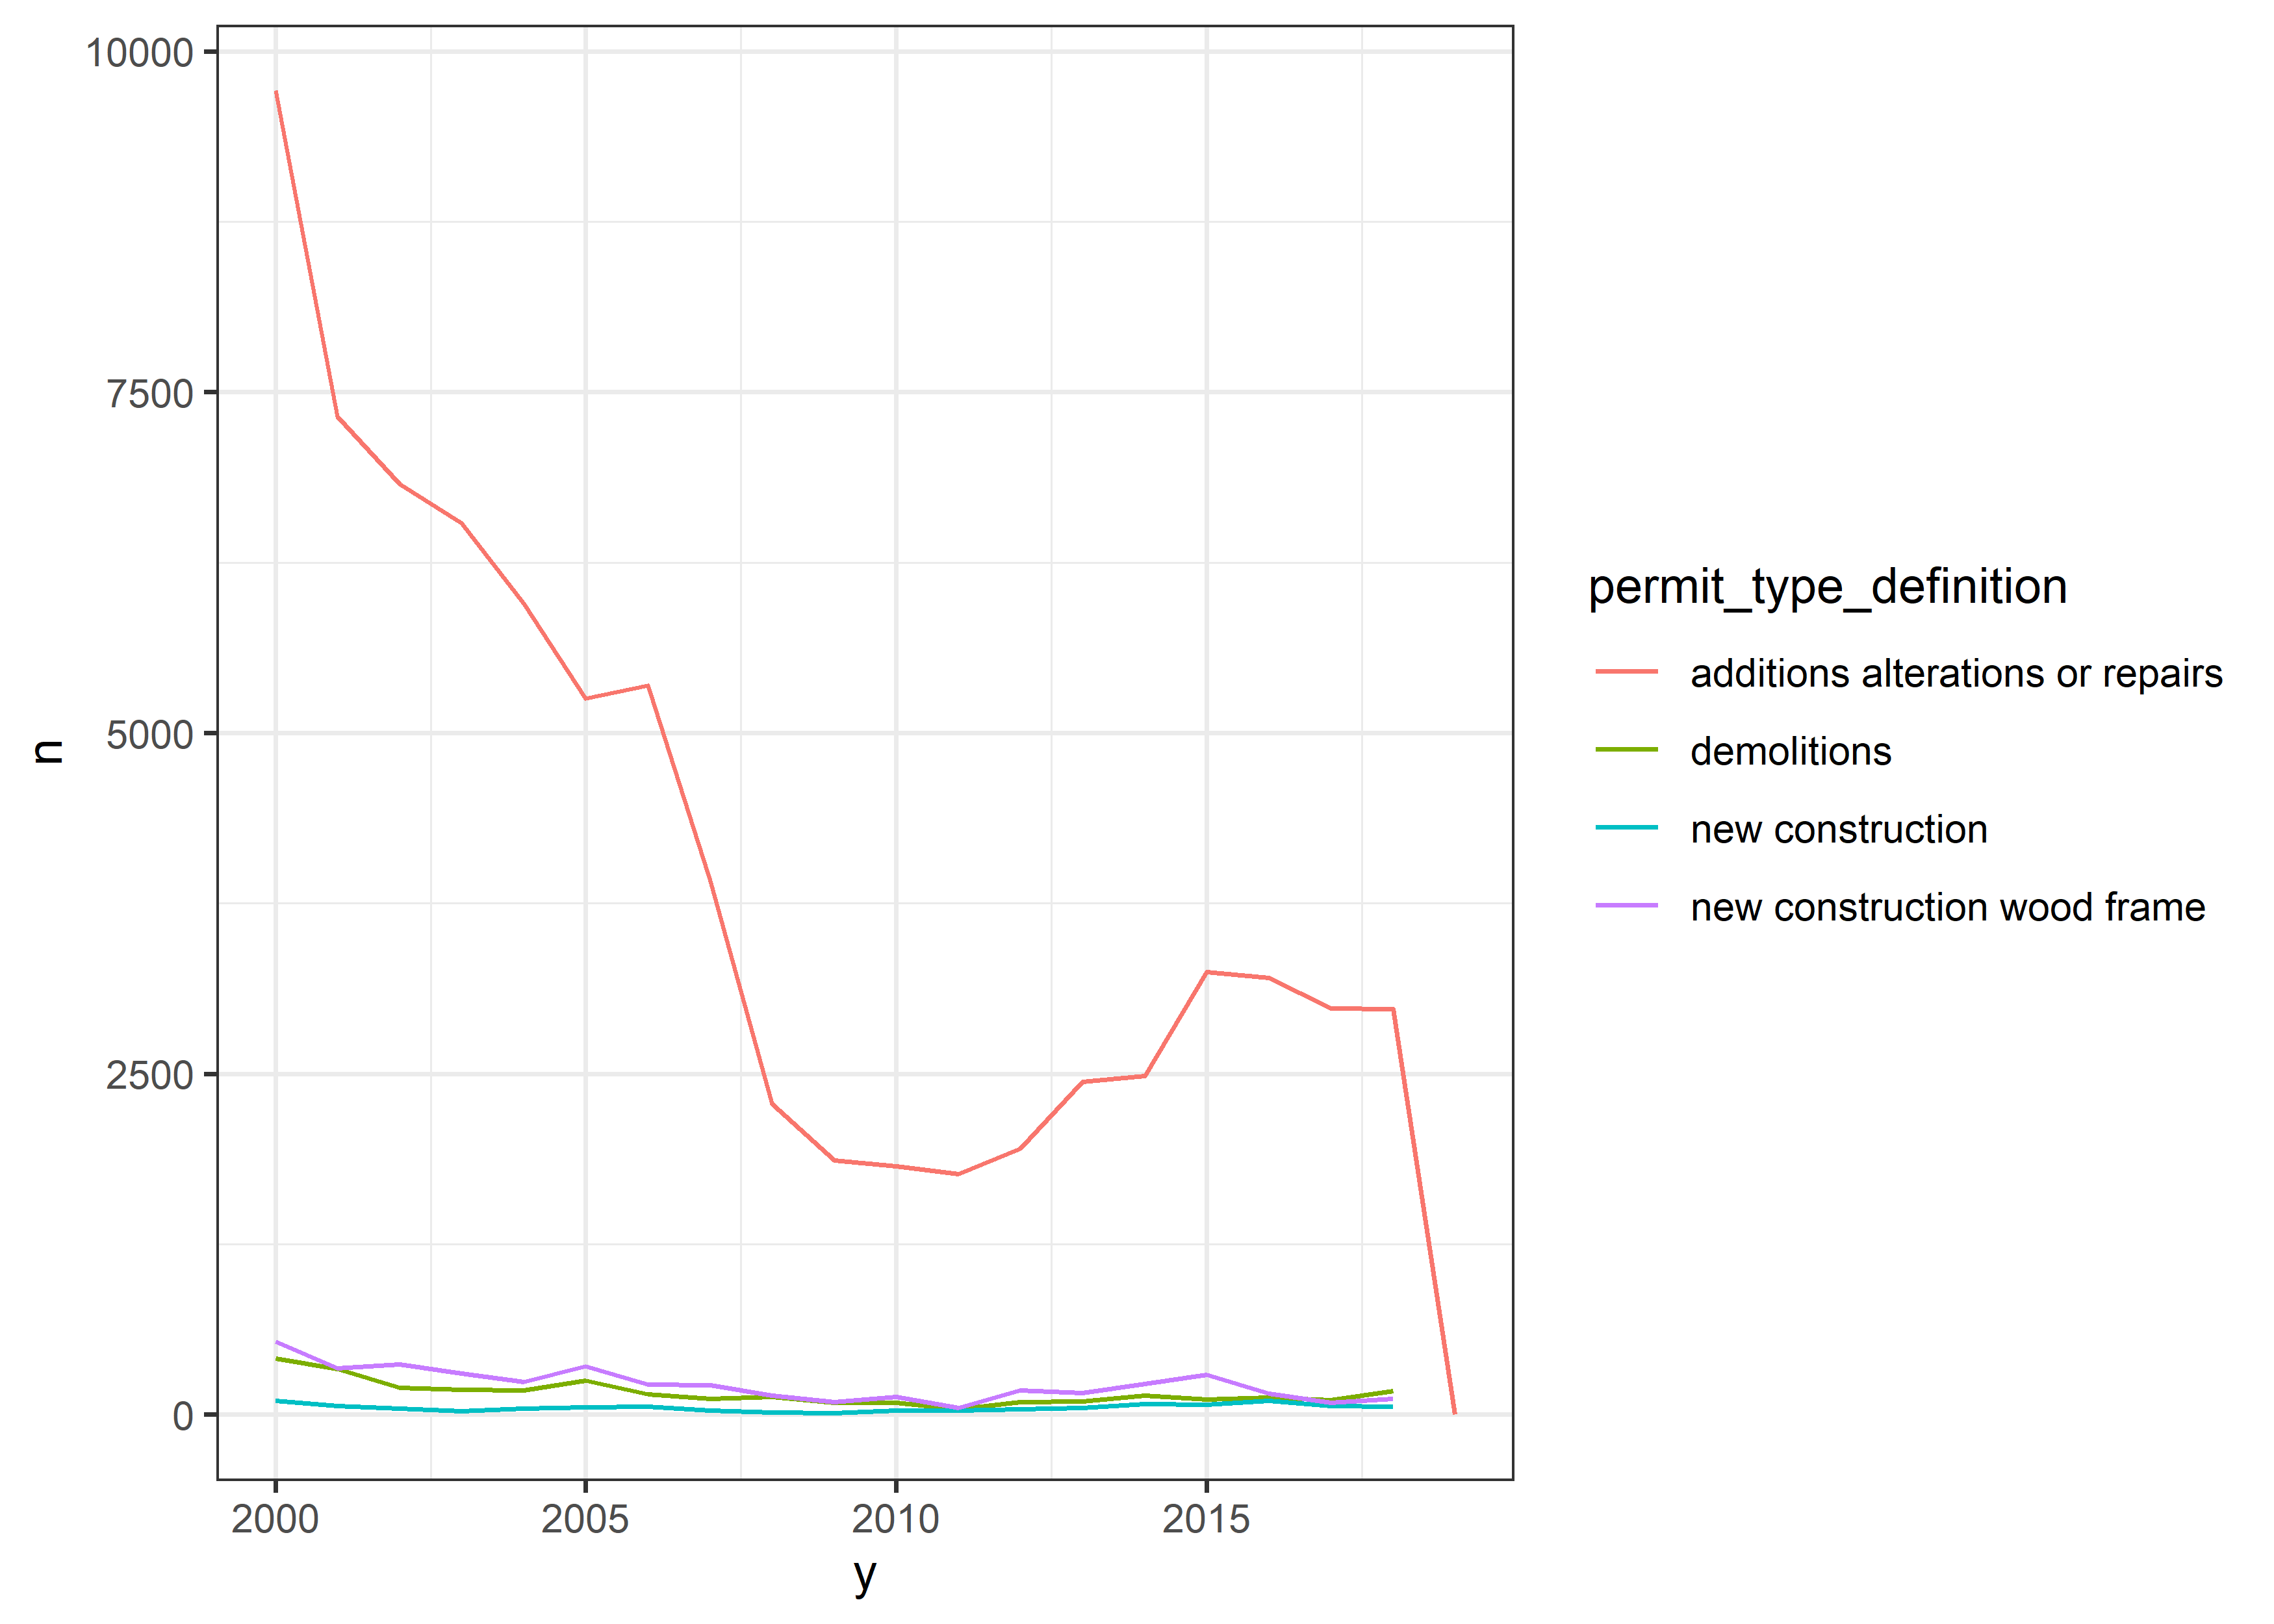 10000
7500
5000
2500
0
n
2000 2005 2010 2015
y
permit_type_definition
additions alterations or repairs
demolitions
new construction
new construction wood frame